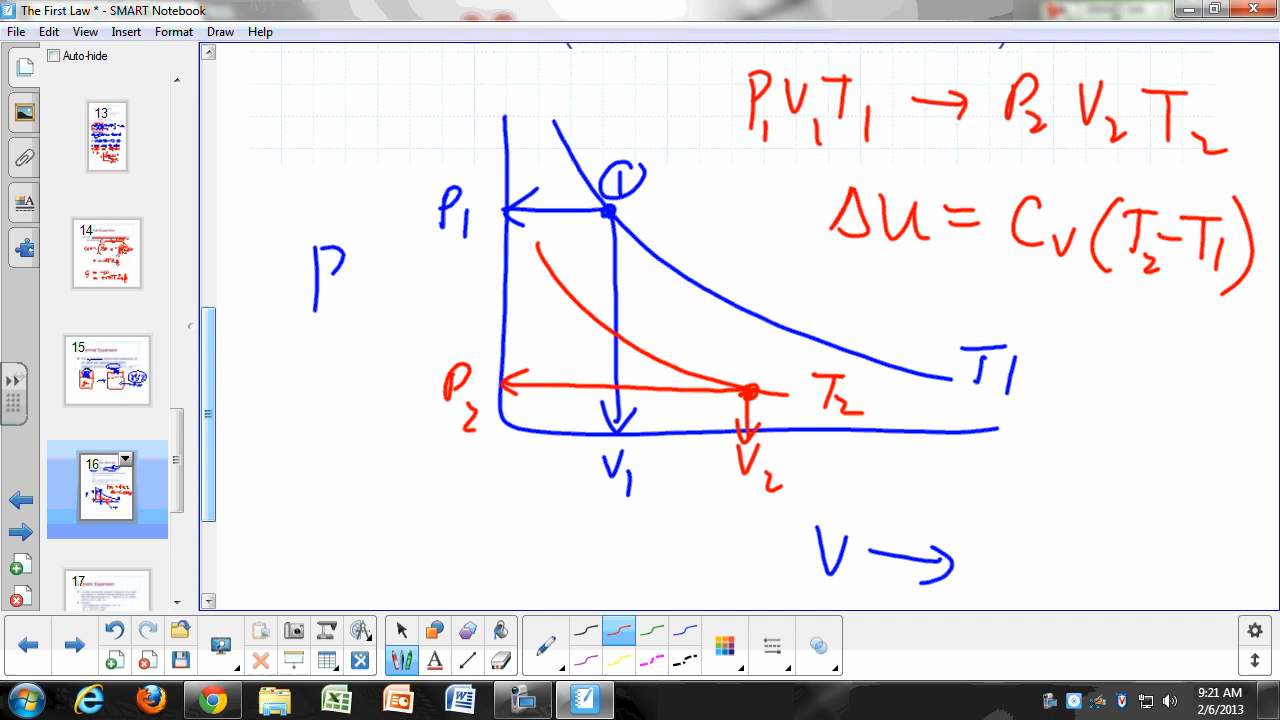 The First Law * - SMART Notebook
File Edit View Insert Format Draw Help
Auto-hide
13
14
15
16
17
P₁ V₁ T₁ → P₂ V₂ T₂
ΔU = Cᵥ (T₂ - T₁)
①
P₁
P
T₁
P₂
T₂
V₁
V₂
V →
9:21 AM
2/6/2013